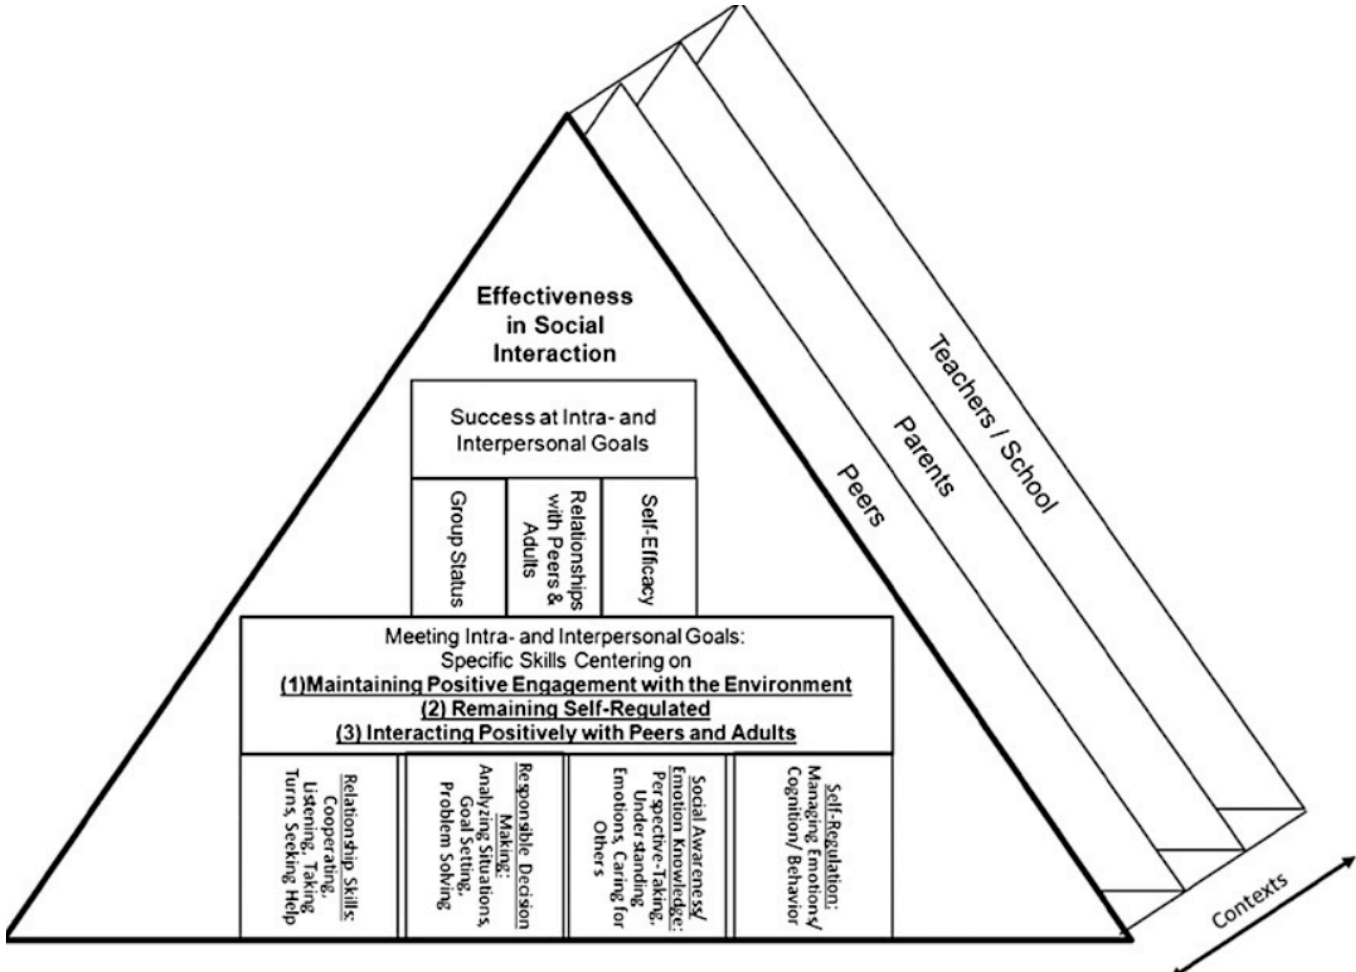 Effectiveness
in Social
Interaction
Success at Intra- and
Interpersonal Goals
Group Status
Relationships
with Peers &
Adults
Self-Efficacy
Meeting Intra- and Interpersonal Goals:
Specific Skills Centering on
(1)Maintaining Positive Engagement with the Environment
(2) Remaining Self-Regulated
(3) Interacting Positively with Peers and Adults
Relationship Skills:
Cooperating,
Listening, Taking
Turns, Seeking Help
Responsible Decision
Making:
Analyzing Situations,
Goal Setting,
Problem Solving
Social Awareness/
Emotion Knowledge:
Perspective-Taking,
Understanding
Emotions, Caring for
Others
Self-Regulation:
Managing Emotions/
Cognition/ Behavior
Peers
Parents
Teachers / School
Contexts